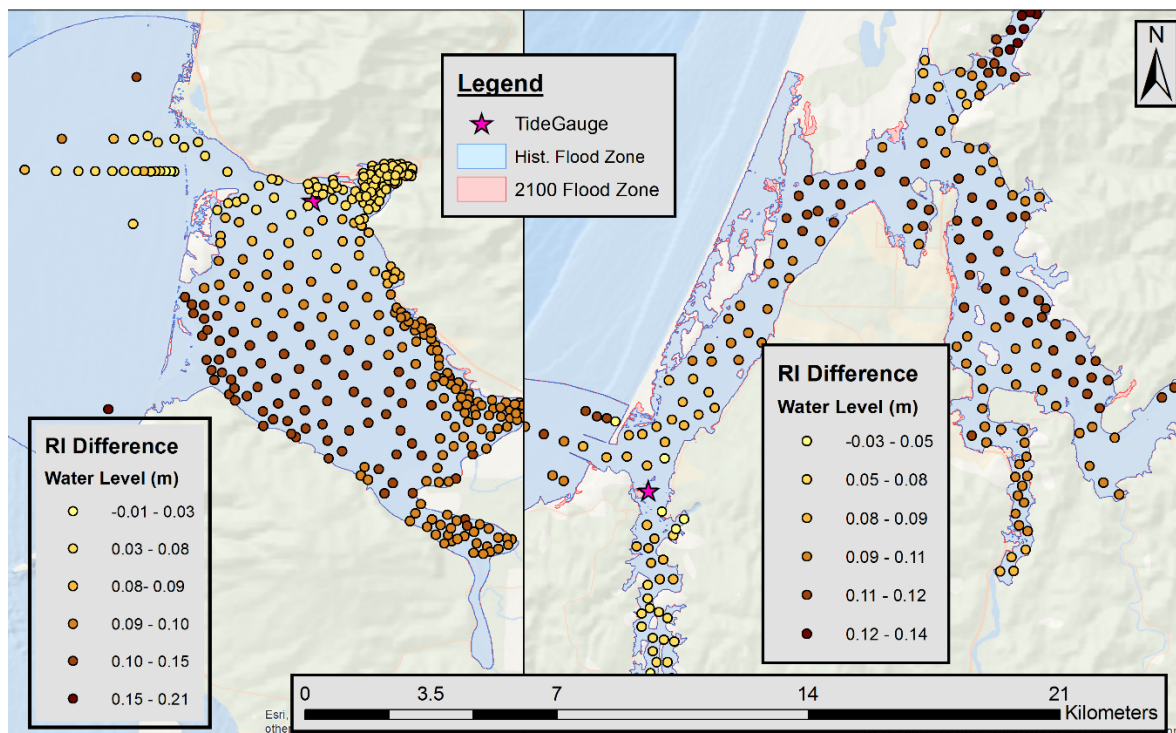 N
Legend
TideGauge
Hist. Flood Zone
2100 Flood Zone
RI Difference
Water Level (m)
-0.01 - 0.03
0.03 - 0.08
0.08- 0.09
0.09 - 0.10
0.10 - 0.15
0.15 - 0.21
RI Difference
Water Level (m)
-0.03 - 0.05
0.05 - 0.08
0.08 - 0.09
0.09 - 0.11
0.11 - 0.12
0.12 - 0.14
0 3.5 7 14 21
Kilometers
Esri,